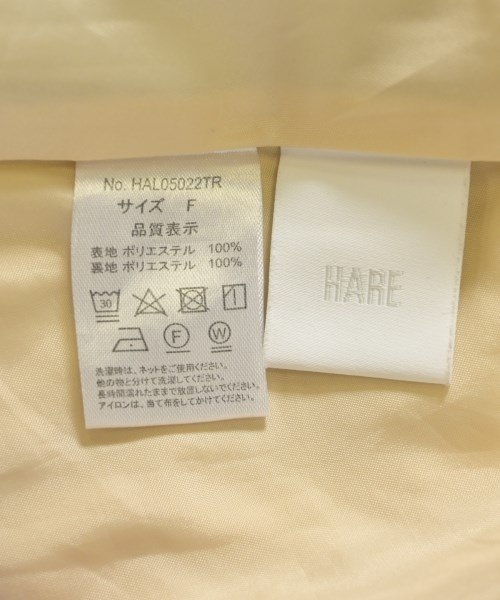 No. HAL05022TR
サイズ F
品質表示
表地 ポリエステル 100%
裏地 ポリエステル 100%
30
F
W
洗濯時は、ネットをご使用ください。
他の物と分けて洗濯してください。
長時間濡れたままで放置しないでください。
アイロンは、当て布をしてかけてください。
HARE